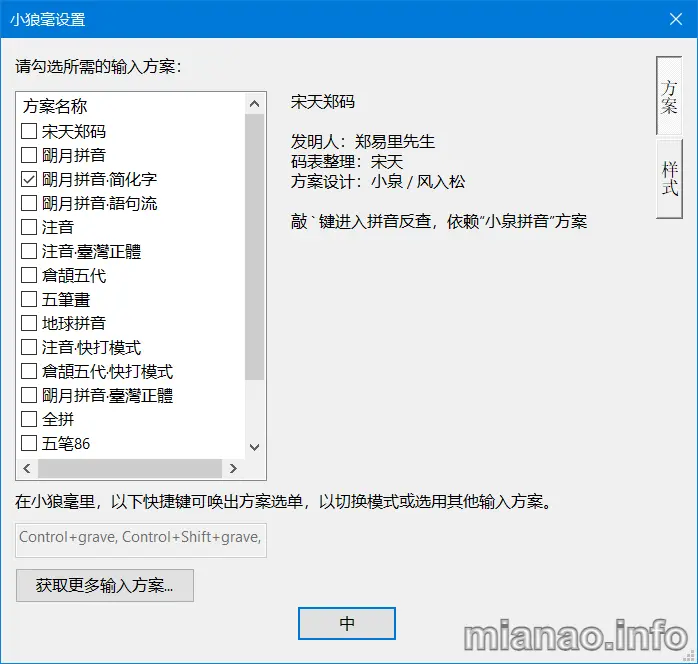 小狼毫设置
请勾选所需的输入方案：
方案名称
宋天郑码
朙月拼音
朙月拼音·简化字
朙月拼音·語句流
注音
注音·臺灣正體
倉頡五代
五筆畫
地球拼音
注音·快打模式
倉頡五代·快打模式
朙月拼音·臺灣正體
全拼
五笔86
宋天郑码
发明人：郑易里先生
码表整理：宋天
方案设计：小泉 / 风入松
敲 ` 键进入拼音反查，依赖“小泉拼音”方案
方案
样式
在小狼毫里，以下快捷键可唤出方案选单，以切换模式或选用其他输入方案。
Control+grave, Control+Shift+grave,
获取更多输入方案...
中
mianao.info